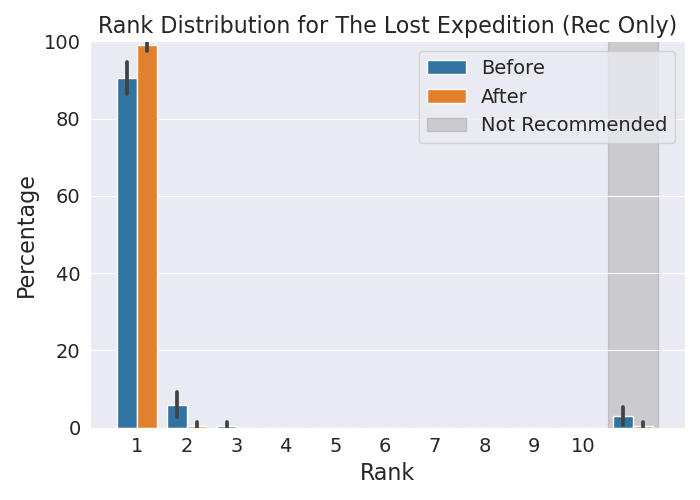 Rank Distribution for The Lost Expedition (Rec Only)
100
80
60
40
20
0
Percentage
Before
After
Not Recommended
1 2 3 4 5 6 7 8 9 10
Rank